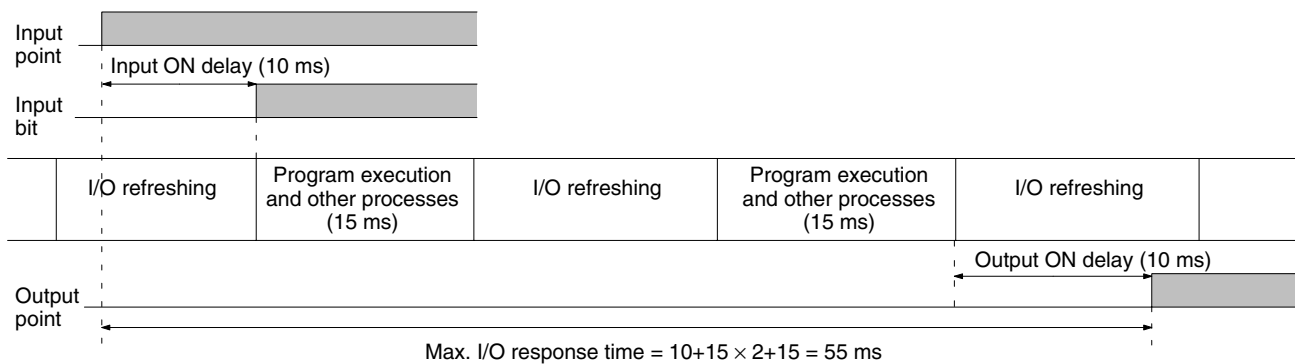 Input
point
Input ON delay (10 ms)
Input
bit
I/O refreshing
Program execution
and other processes
(15 ms)
I/O refreshing
Program execution
and other processes
(15 ms)
I/O refreshing
Output ON delay (10 ms)
Output
point
Max. I/O response time = 10+15 × 2+15 = 55 ms